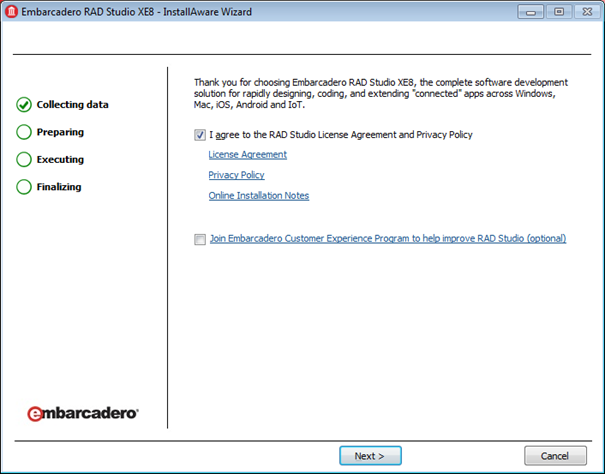 Embarcadero RAD Studio XE8 - InstallAware Wizard
Collecting data
Preparing
Executing
Finalizing
Thank you for choosing Embarcadero RAD Studio XE8, the complete software development
solution for rapidly designing, coding, and extending "connected" apps across Windows,
Mac, iOS, Android and IoT.
I agree to the RAD Studio License Agreement and Privacy Policy
License Agreement
Privacy Policy
Online Installation Notes
Join Embarcadero Customer Experience Program to help improve RAD Studio (optional)
embarcadero
Next >
Cancel